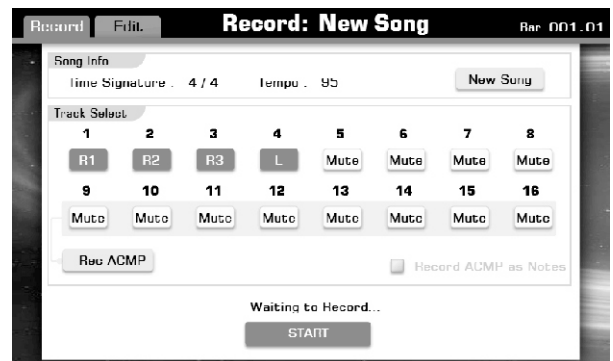 Record Edit. Record: New Song Bar 001.01
Song Info
Time Signature : 4 / 4 Tempo : 95 New Song
Track Select
1 2 3 4 5 6 7 8
R1 R2 R3 L Mute Mute Mute Mute
9 10 11 12 13 14 15 16
Mute Mute Mute Mute Mute Mute Mute Mute
Rec ACMP Record ACMP as Notes
Waiting to Record...
START